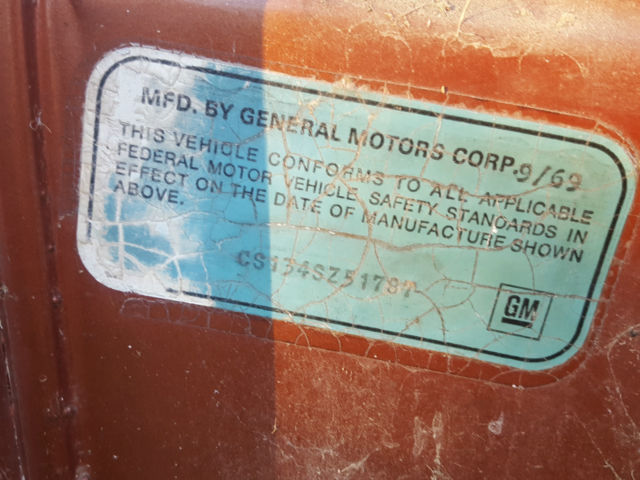 MFD. BY GENERAL MOTORS CORP. 9/69
THIS VEHICLE CONFORMS TO ALL APPLICABLE
FEDERAL MOTOR VEHICLE SAFETY STANDARDS IN
EFFECT ON THE DATE OF MANUFACTURE SHOWN
ABOVE.
CS134SZ51787
GM